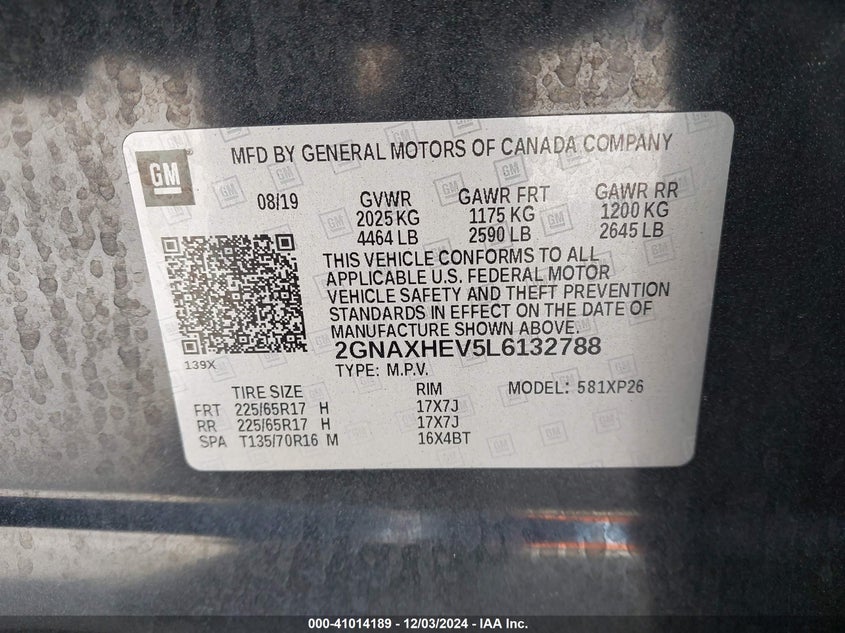 GM
MFD BY GENERAL MOTORS OF CANADA COMPANY
08/19 GVWR GAWR FRT GAWR RR
2025 KG 1175 KG 1200 KG
4464 LB 2590 LB 2645 LB
THIS VEHICLE CONFORMS TO ALL
APPLICABLE U.S. FEDERAL MOTOR
VEHICLE SAFETY AND THEFT PREVENTION
STANDARDS IN EFFECT ON THE DATE OF
MANUFACTURE SHOWN ABOVE.
139X
2GNAXHEV5L6132788
TYPE: M.P.V. MODEL: 581XP26
TIRE SIZE RIM
FRT 225/65R17 H 17X7J
RR 225/65R17 H 17X7J
SPA T135/70R16 M 16X4BT
000-41014189 - 12/03/2024 - IAA Inc.